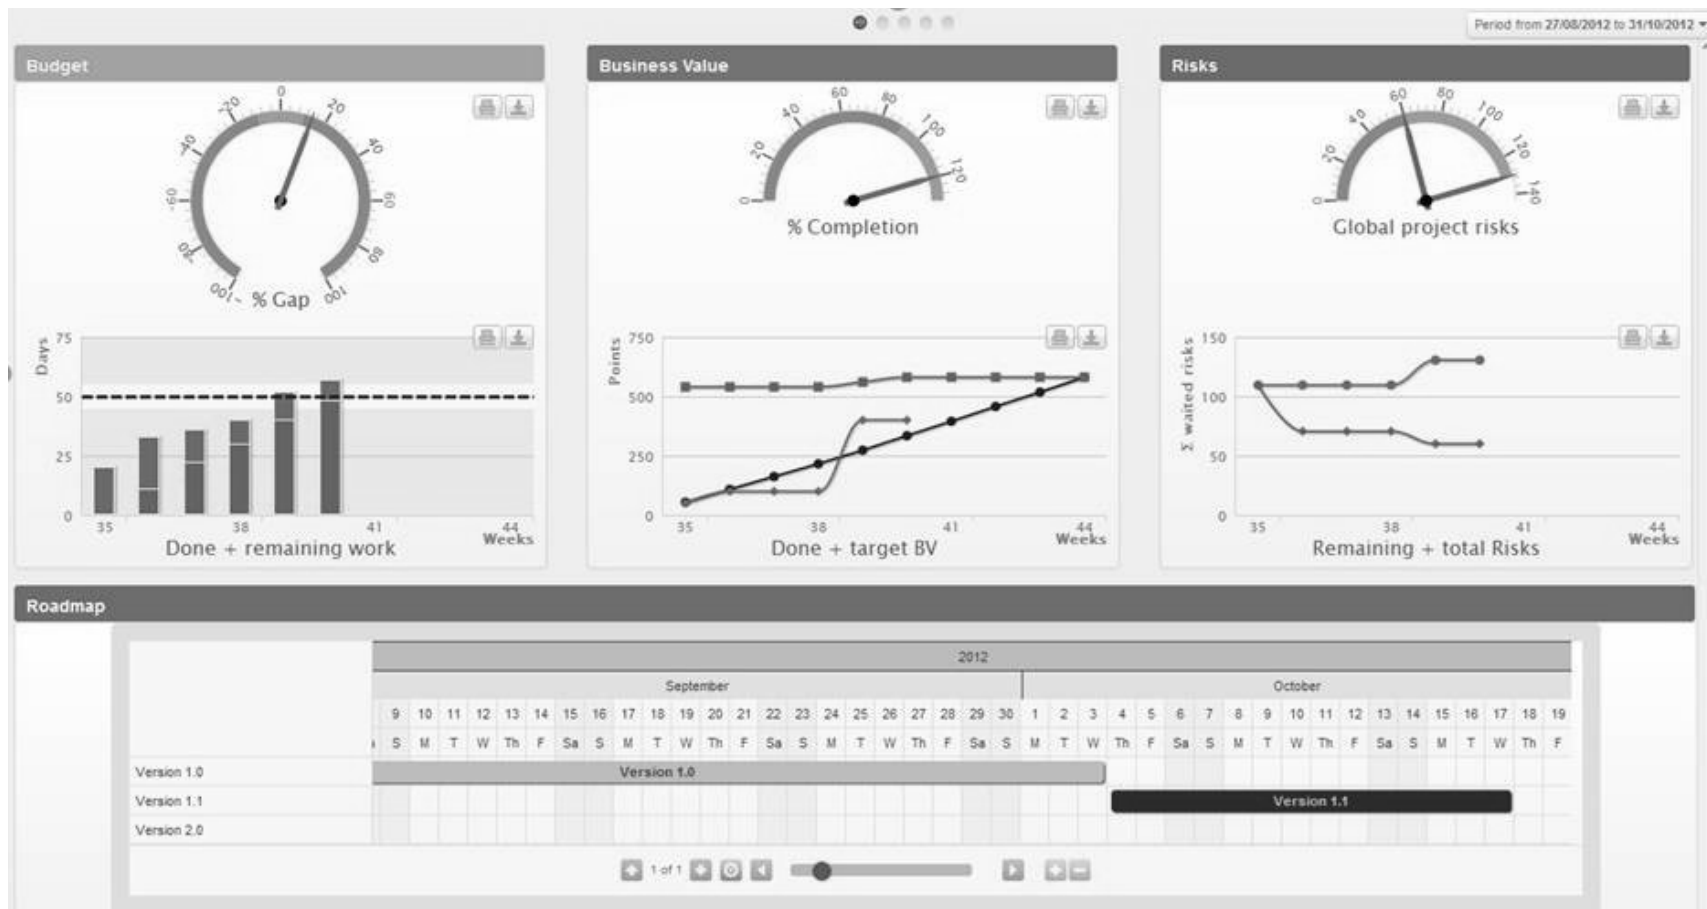 Period from 27/08/2012 to 31/10/2012
Budget
Business Value
Risks
-100 -80 -60 -40 -20 0 20 40 60 80 100
% Gap
0 20 40 60 80 100 120
% Completion
0 20 40 60 80 100 120 140
Global project risks
Days
75
50
25
0
35 38 41 44
Weeks
Done + remaining work
Points
750
500
250
0
35 38 41 44
Weeks
Done + target BV
Σ waited risks
150
100
50
0
35 38 41 44
Weeks
Remaining + total Risks
Roadmap
2012
September October
9 10 11 12 13 14 15 16 17 18 19 20 21 22 23 24 25 26 27 28 29 30 1 2 3 4 5 6 7 8 9 10 11 12 13 14 15 16 17 18 19
S M T W Th F Sa S M T W Th F Sa S M T W Th F Sa S M T W Th F Sa S M T W Th F Sa S M T W Th F
Version 1.0 Version 1.0
Version 1.1 Version 1.1
Version 2.0
1 of 1